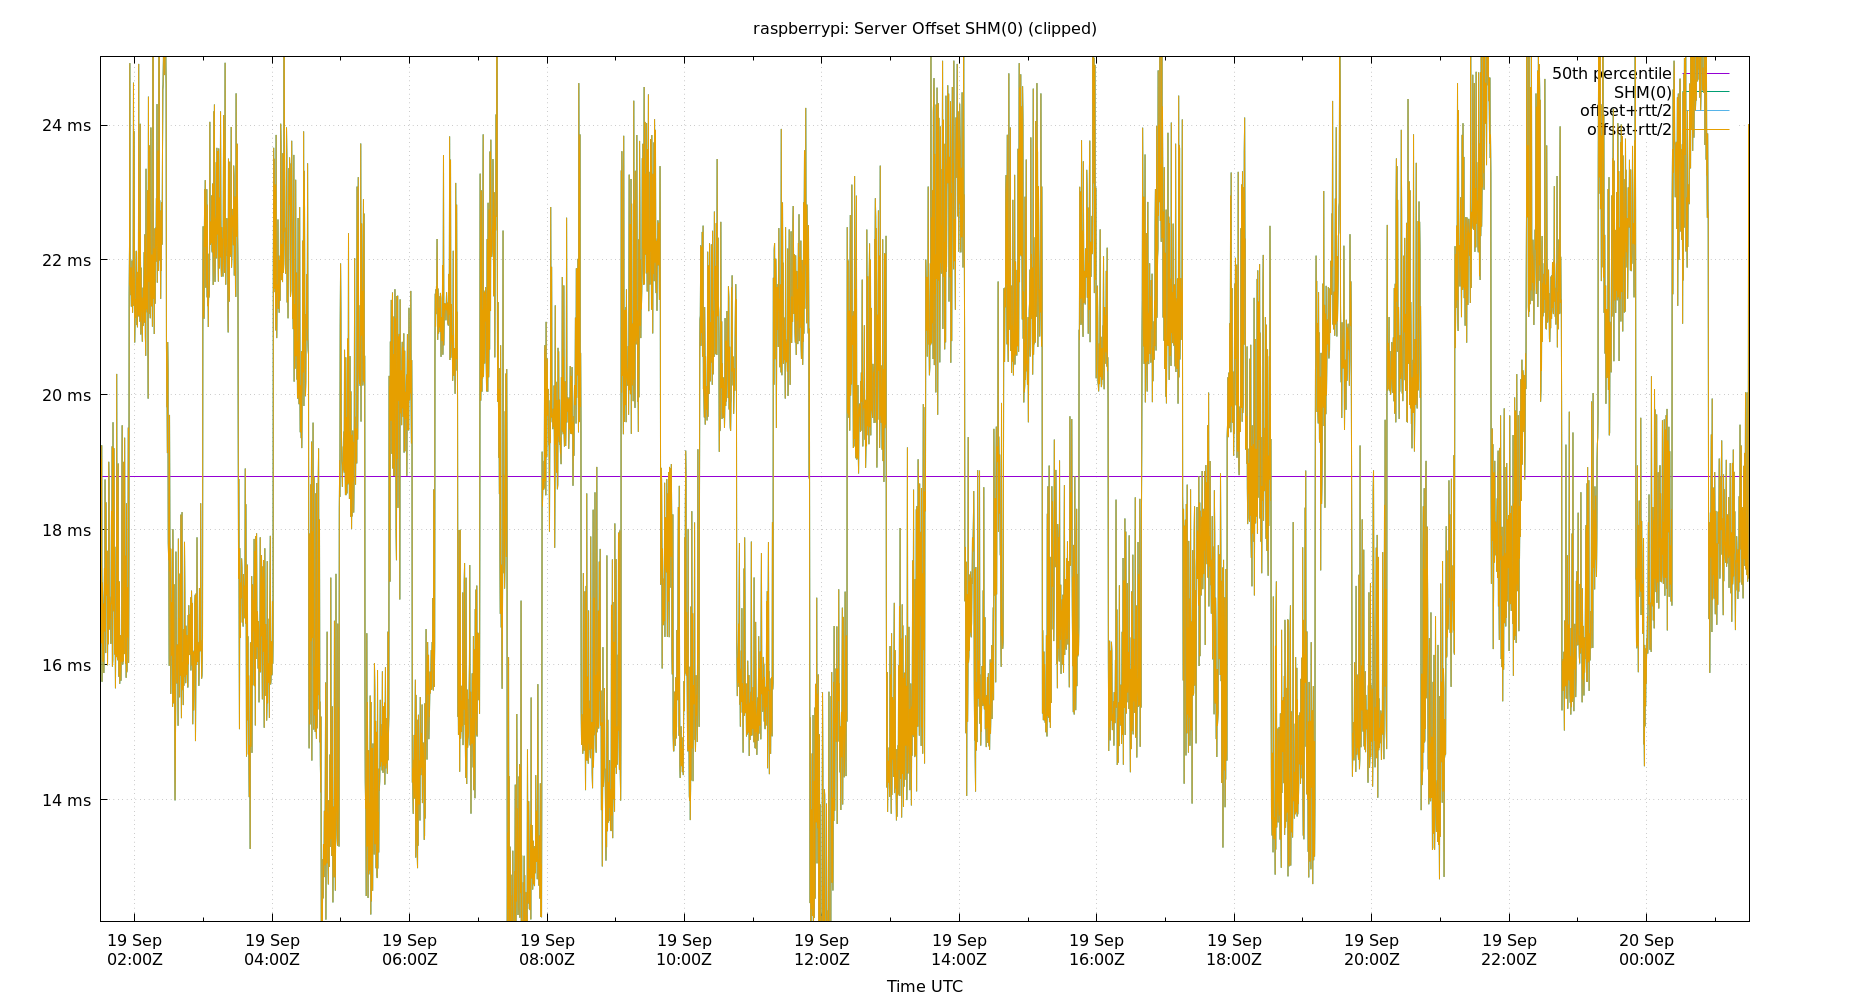 raspberrypi: Server Offset SHM(0) (clipped)
50th percentile
SHM(0)
offset+rtt/2
offset-rtt/2
24 ms
22 ms
20 ms
18 ms
16 ms
14 ms
19 Sep 19 Sep 19 Sep 19 Sep 19 Sep 19 Sep 19 Sep 19 Sep 19 Sep 19 Sep 19 Sep 20 Sep
02:00Z 04:00Z 06:00Z 08:00Z 10:00Z 12:00Z 14:00Z 16:00Z 18:00Z 20:00Z 22:00Z 00:00Z
Time UTC